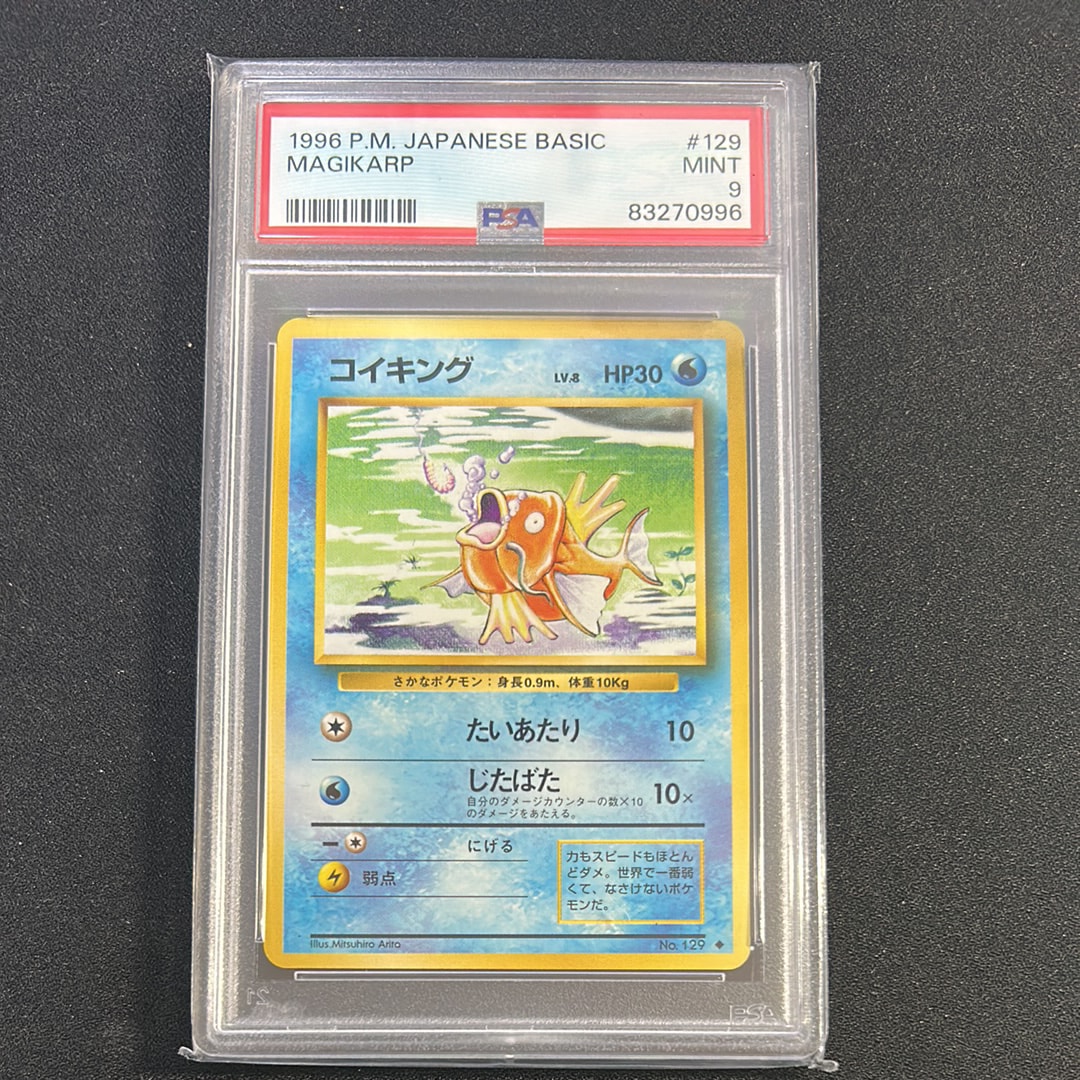 1996 P.M. JAPANESE BASIC #129
MAGIKARP MINT
9
PSA 83270996
コイキング LV.8 HP30
さかなポケモン：身長0.9m、体重10Kg
たいあたり 10
じたばた 10×
自分のダメージカウンターの数×10
のダメージをあたえる。
にげる
弱点
力もスピードもほとん
どダメ。世界で一番弱
くて、なさけないポケ
モンだ。
Illus.Mitsuhiro Arita No. 129
PSA